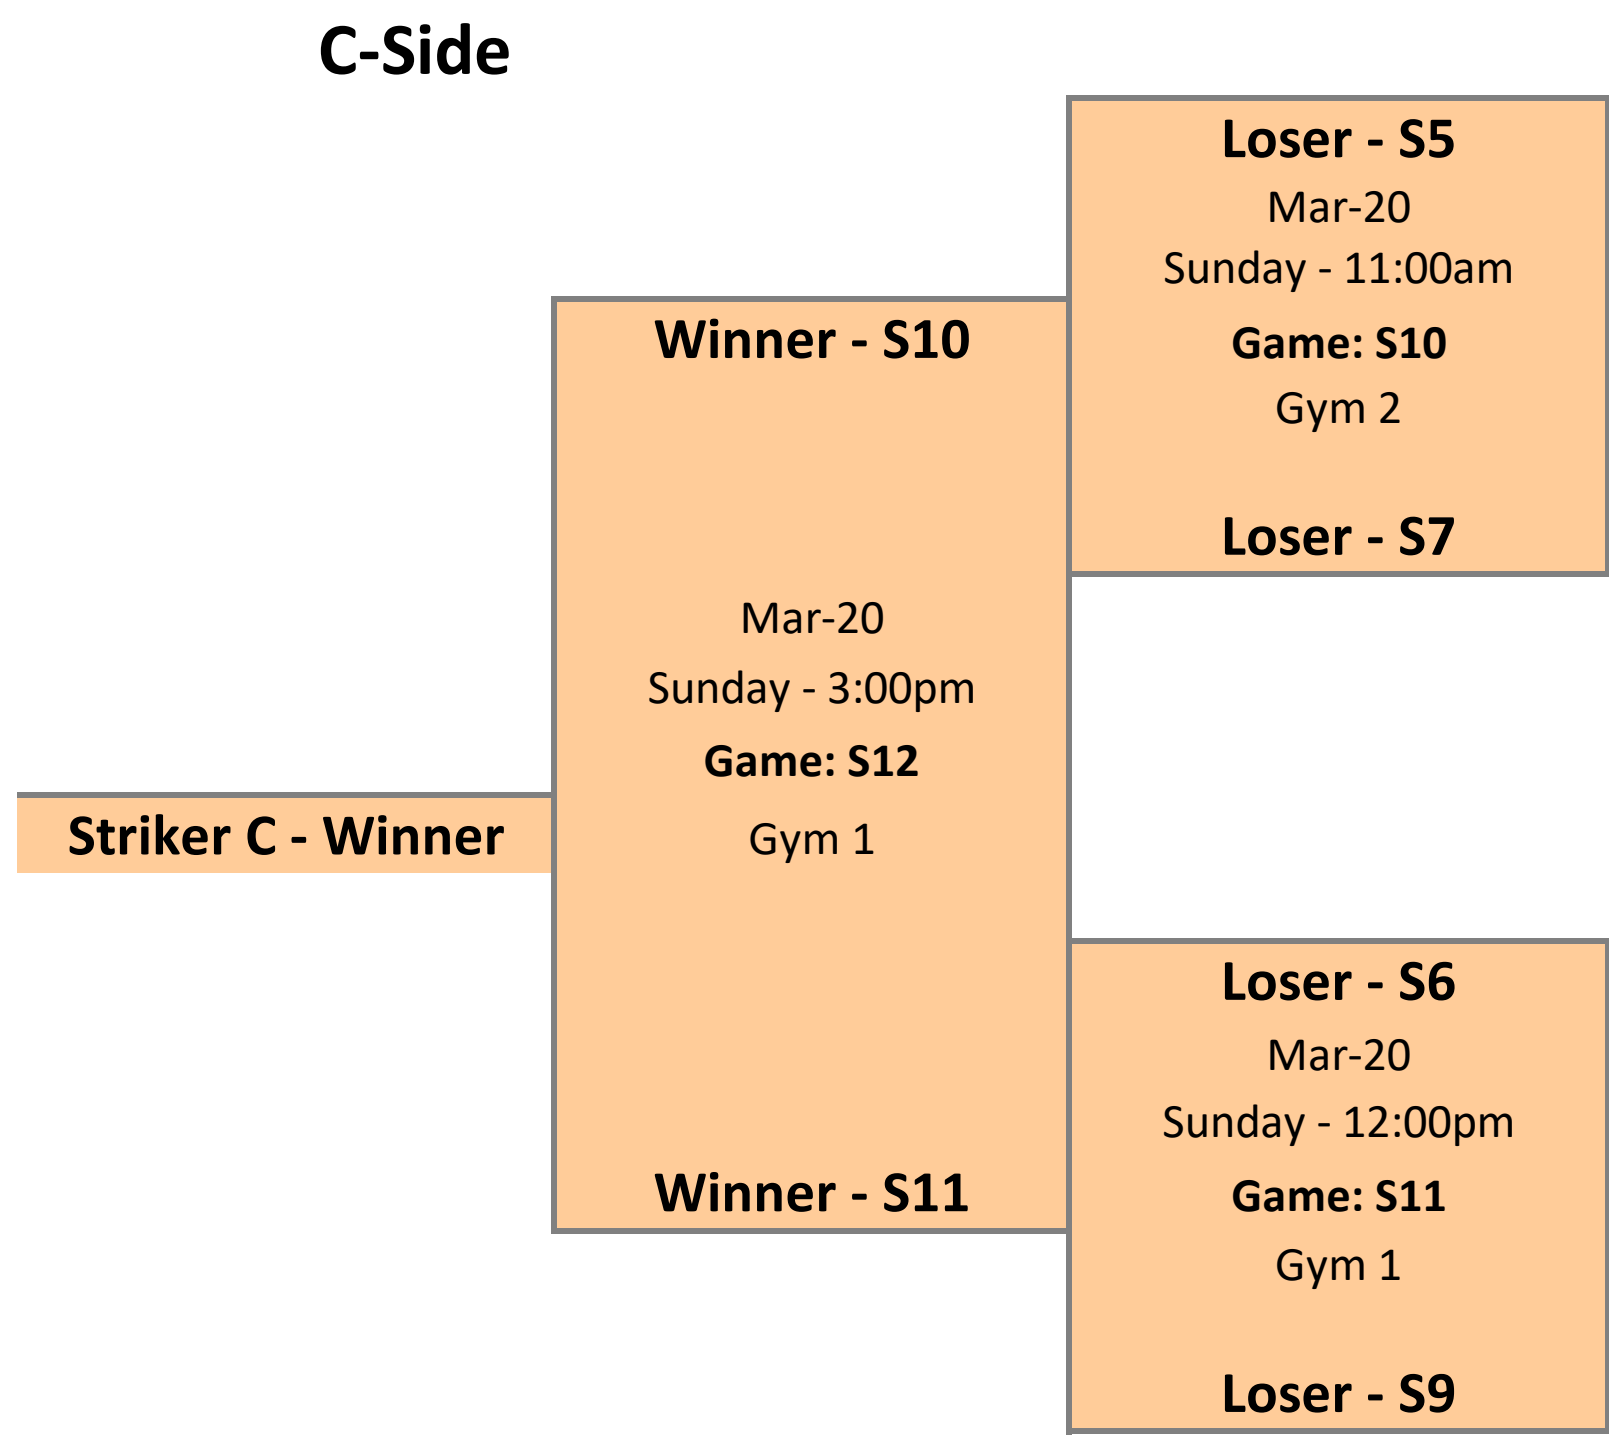 C-Side
Loser - S5
Mar-20
Sunday - 11:00am
Game: S10
Gym 2
Loser - S7
Winner - S10
Mar-20
Sunday - 3:00pm
Game: S12
Gym 1
Winner - S11
Striker C - Winner
Loser - S6
Mar-20
Sunday - 12:00pm
Game: S11
Gym 1
Loser - S9